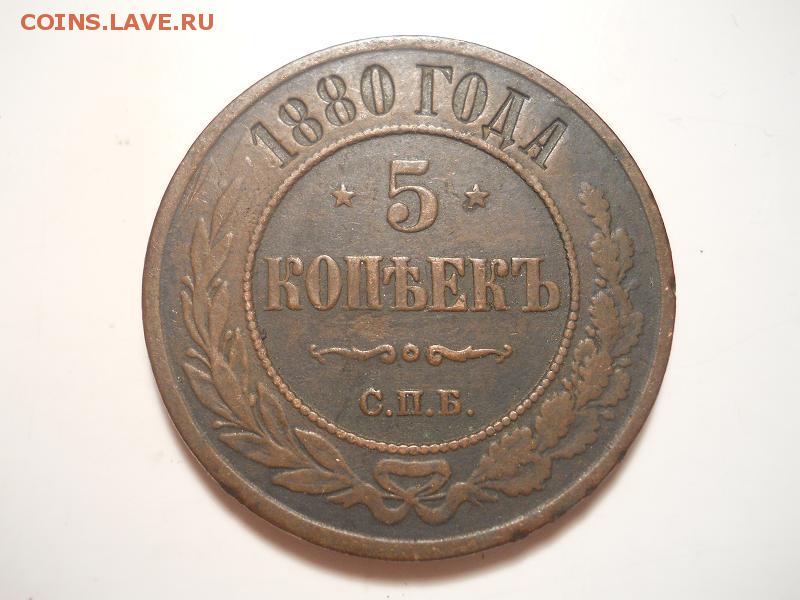 COINS.LAVE.RU
1880 ГОДА
5
КОПѢЕКЪ
С.П.Б.